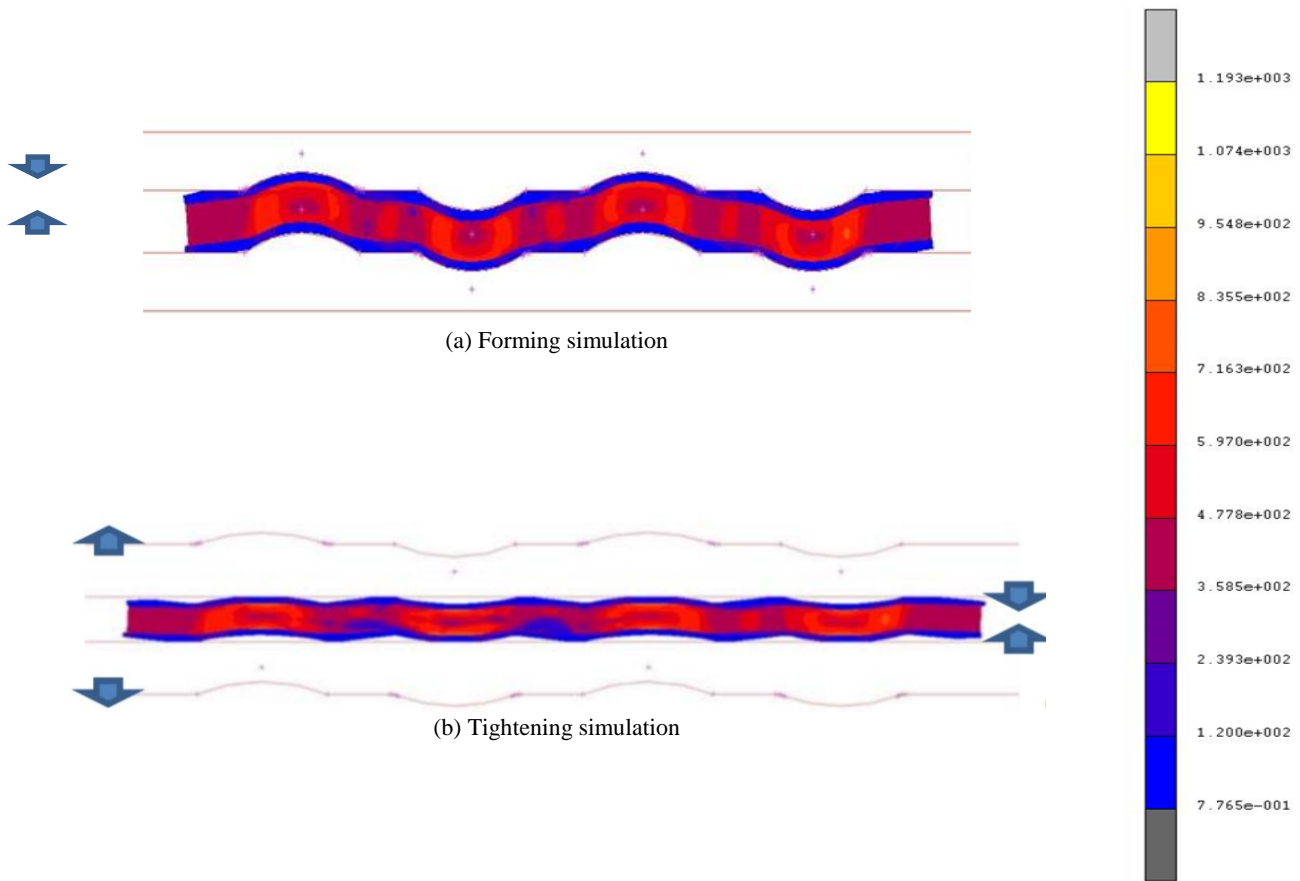 1.193e+003
1.074e+003
9.548e+002
8.355e+002
7.163e+002
5.970e+002
4.778e+002
3.585e+002
2.393e+002
1.200e+002
7.765e-001
(a) Forming simulation
(b) Tightening simulation